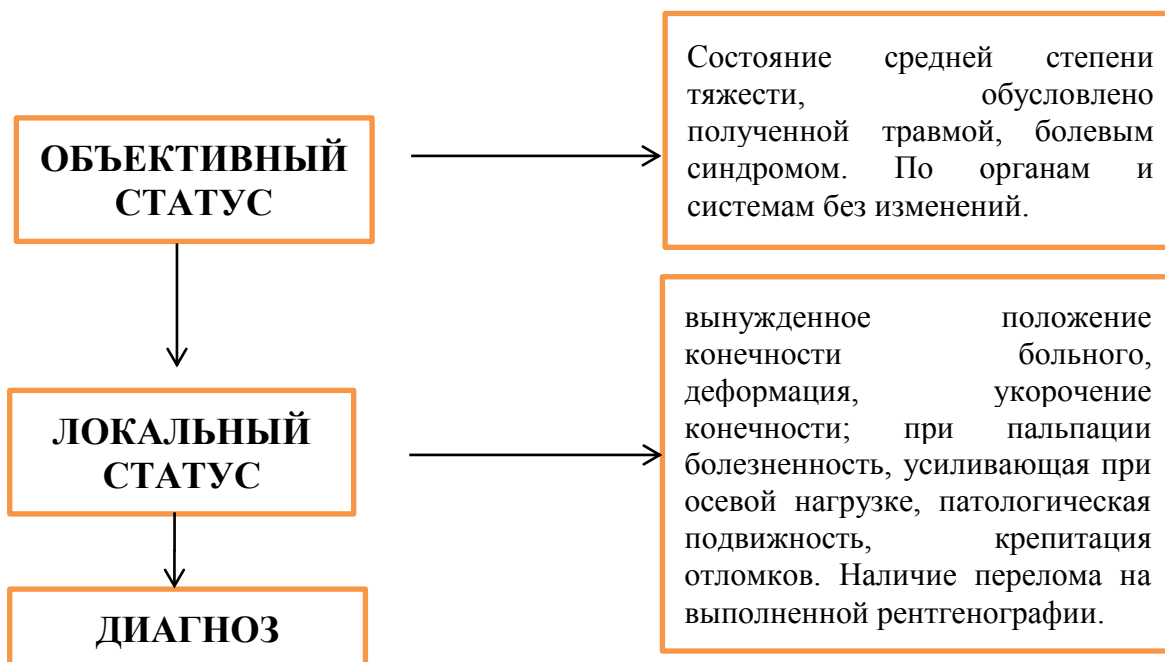 ОБЪЕКТИВНЫЙ
СТАТУС
Состояние средней степени
тяжести, обусловлено
полученной травмой, болевым
синдромом. По органам и
системам без изменений.
ЛОКАЛЬНЫЙ
СТАТУС
вынужденное положение
конечности больного,
деформация, укорочение
конечности; при пальпации
болезненность, усиливающая при
осевой нагрузке, патологическая
подвижность, крепитация
отломков. Наличие перелома на
выполненной рентгенографии.
ДИАГНОЗ